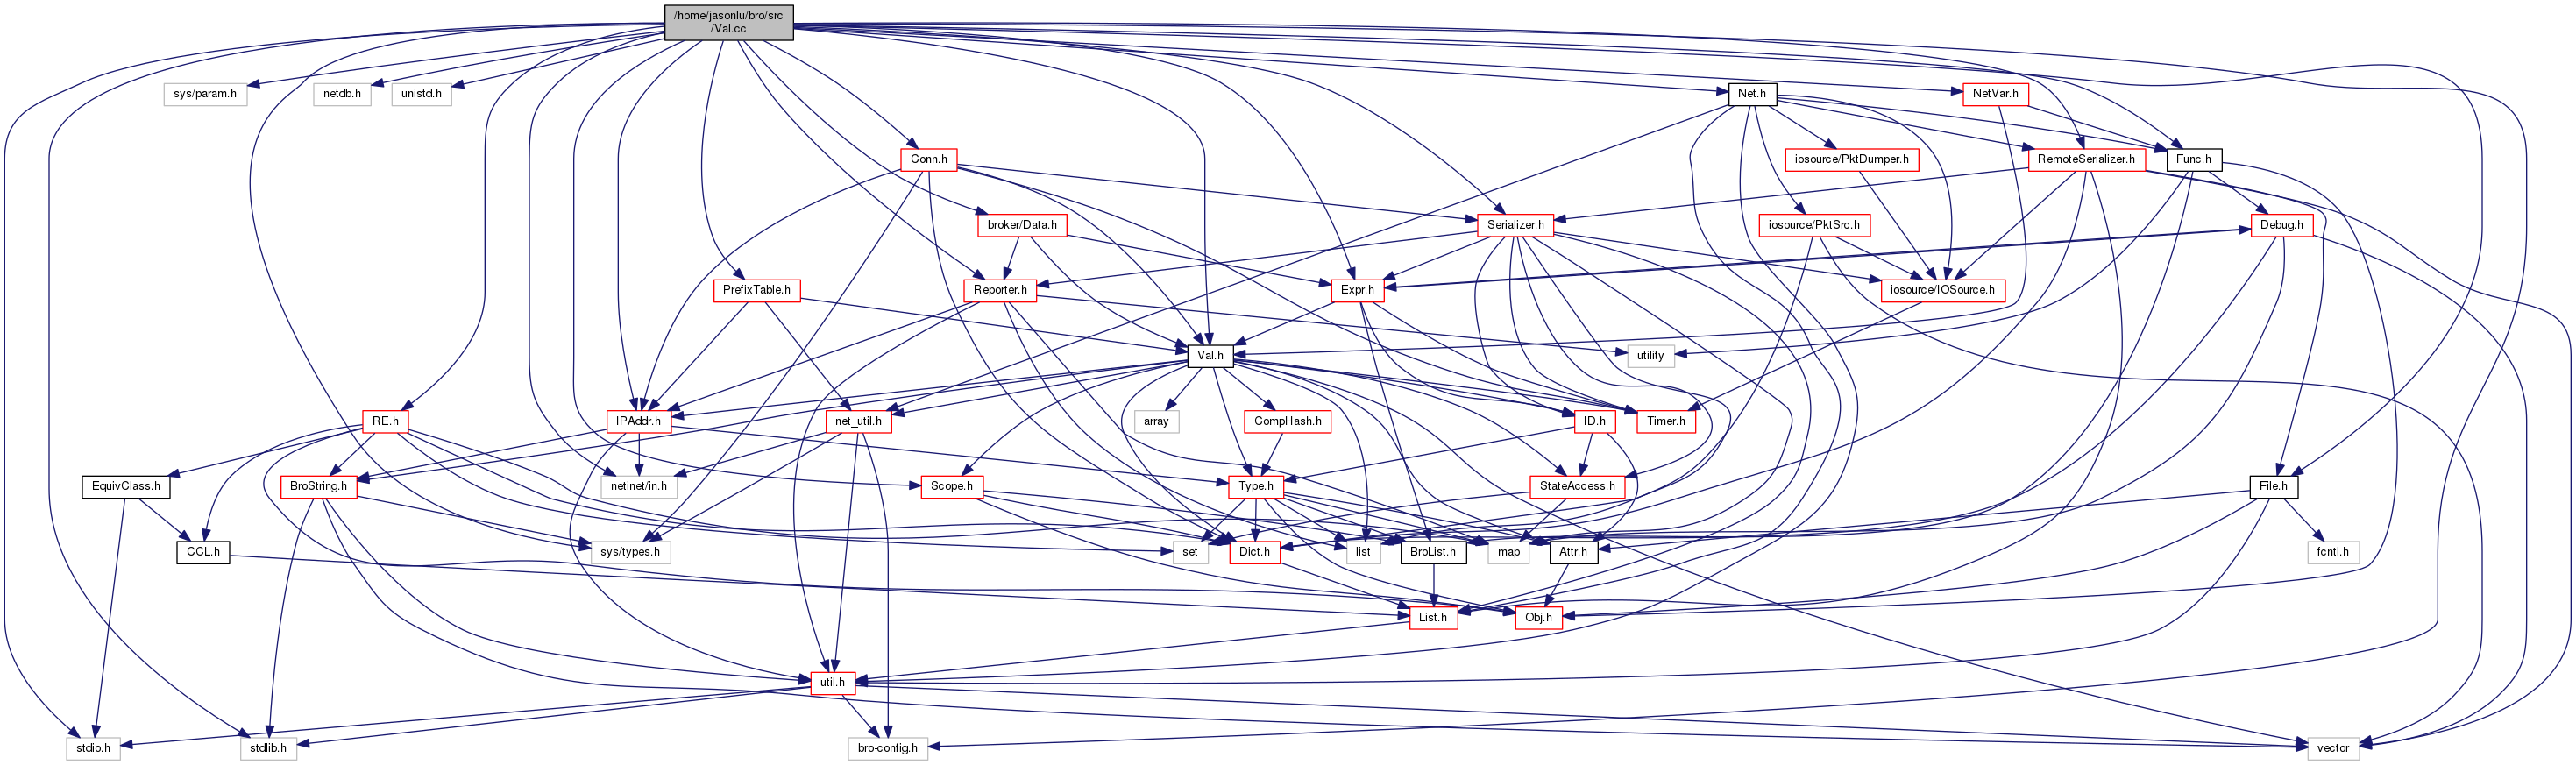 /home/jasonlu/bro/src
/Val.cc
sys/param.h
netdb.h
unistd.h
Net.h
NetVar.h
Conn.h
iosource/PktDumper.h
RemoteSerializer.h
Func.h
broker/Data.h
Serializer.h
iosource/PktSrc.h
Debug.h
PrefixTable.h
Reporter.h
Expr.h
iosource/IOSource.h
Val.h
utility
RE.h
IPAddr.h
net_util.h
array
CompHash.h
ID.h
Timer.h
EquivClass.h
BroString.h
netinet/in.h
Scope.h
Type.h
StateAccess.h
File.h
CCL.h
sys/types.h
set
Dict.h
list
BroList.h
map
Attr.h
fcntl.h
List.h
Obj.h
util.h
stdio.h
stdlib.h
bro-config.h
vector